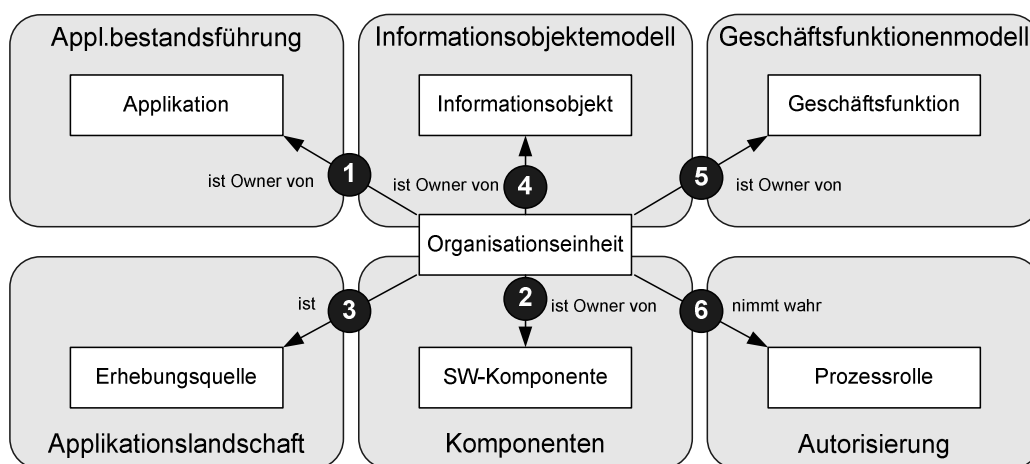 Appl.bestandsführung
Informationsobjektemodell
Geschäftsfunktionenmodell
Applikation
Informationsobjekt
Geschäftsfunktion
ist Owner von
1
ist Owner von
4
5
ist Owner von
Organisationseinheit
ist
3
2
ist Owner von
6
nimmt wahr
Erhebungsquelle
SW-Komponente
Prozessrolle
Applikationslandschaft
Komponenten
Autorisierung